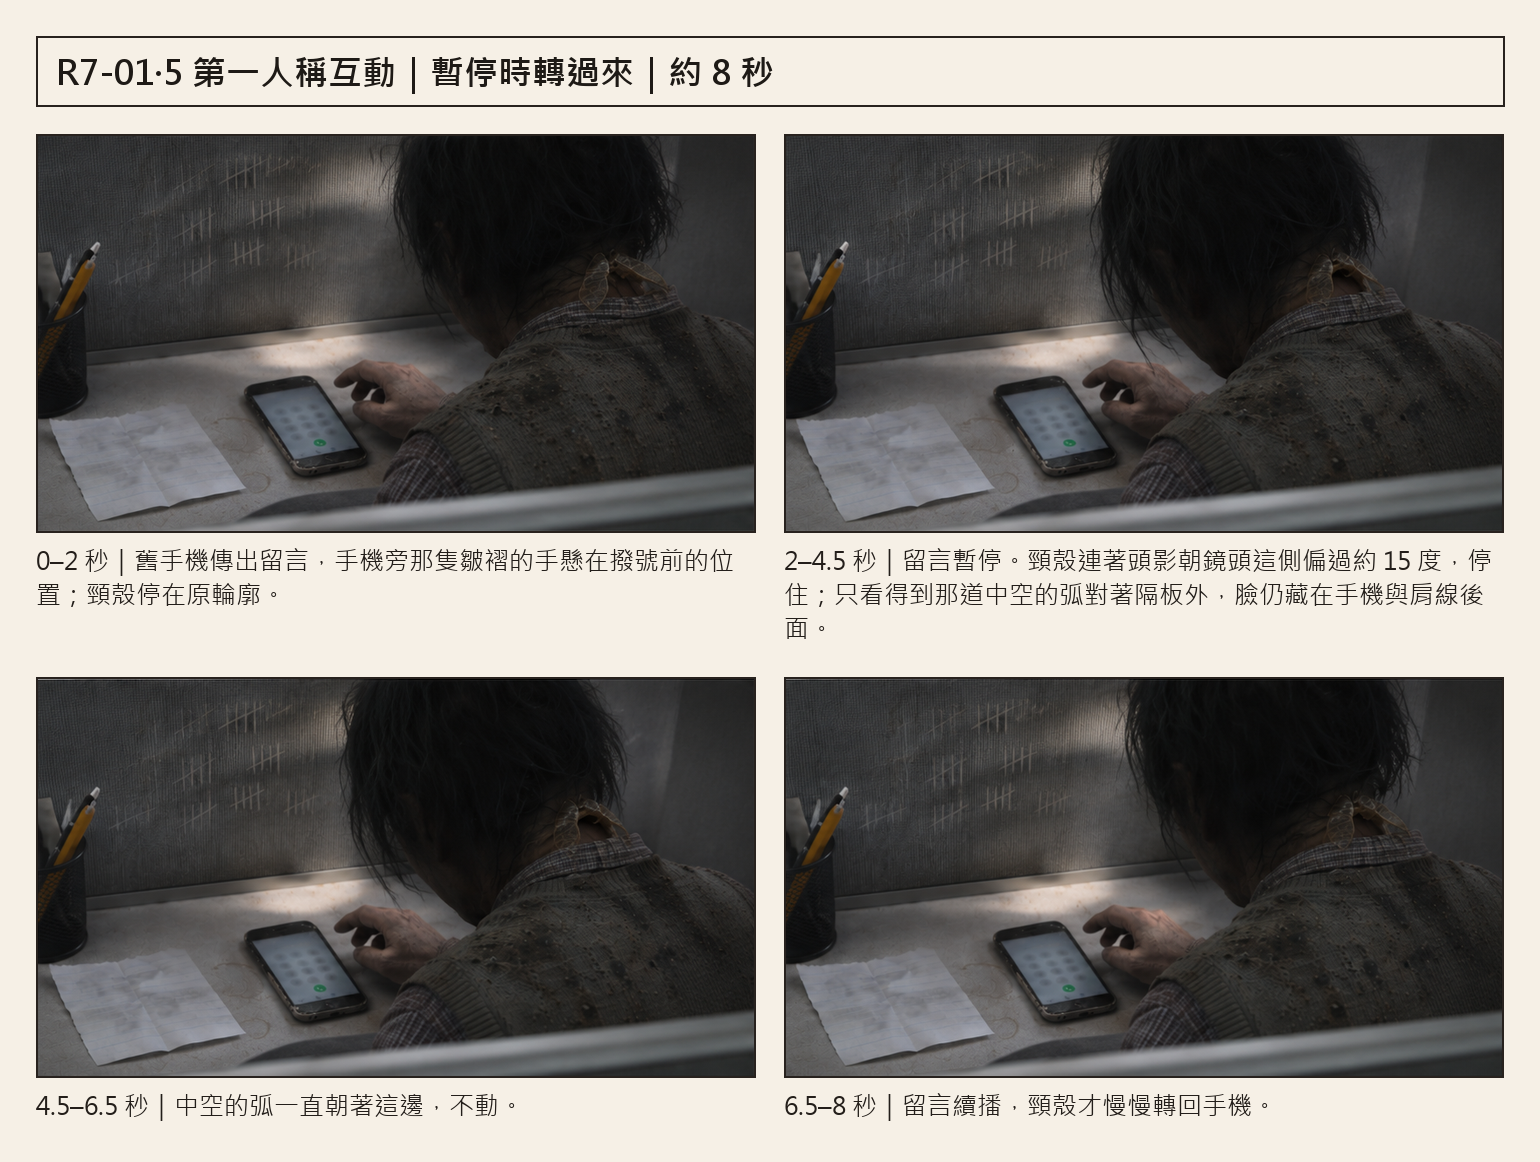 R7-01·5 第一人稱互動｜暫停時轉過來｜約 8 秒
0–2 秒｜舊手機傳出留言，手機旁那隻皺褶的手懸在撥號前的位
置；頸殼停在原輪廓。
2–4.5 秒｜留言暫停。頸殼連著頭影朝鏡頭這側偏過約 15 度，停
住；只看得到那道中空的弧對著隔板外，臉仍藏在手機與肩線後
面。
4.5–6.5 秒｜中空的弧一直朝著這邊，不動。
6.5–8 秒｜留言續播，頸殼才慢慢轉回手機。